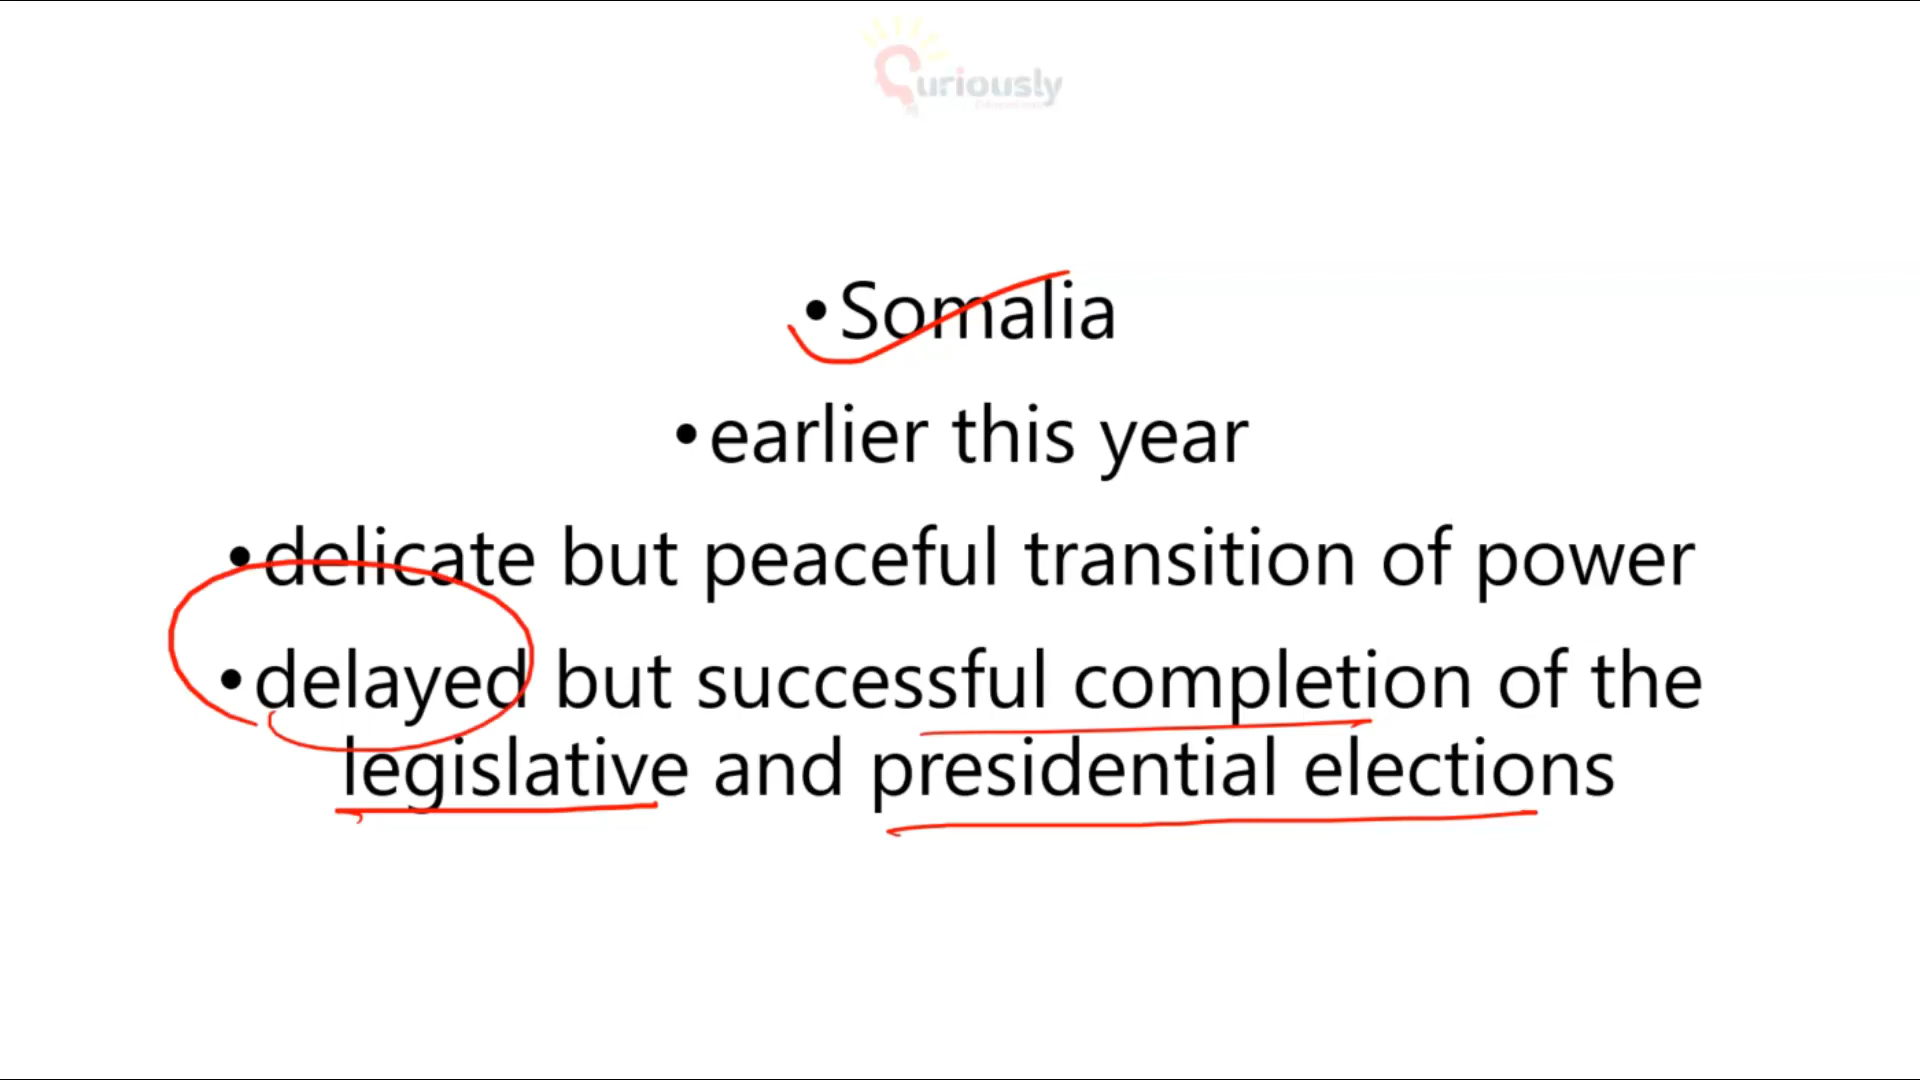 Curiously
• Somalia
• earlier this year
• delicate but peaceful transition of power
• delayed but successful completion of the
legislative and presidential elections